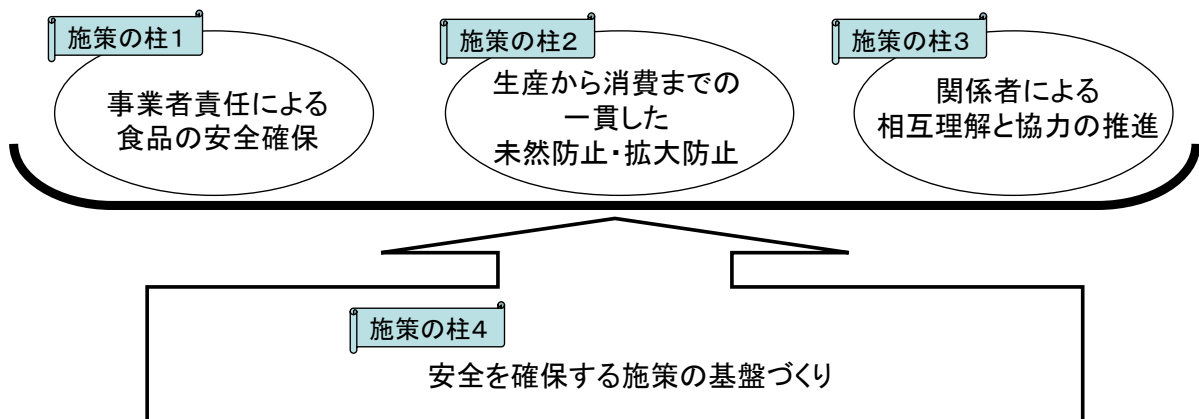 施策の柱1
事業者責任による
食品の安全確保
施策の柱2
生産から消費までの
一貫した
未然防止・拡大防止
施策の柱3
関係者による
相互理解と協力の推進
施策の柱4
安全を確保する施策の基盤づくり